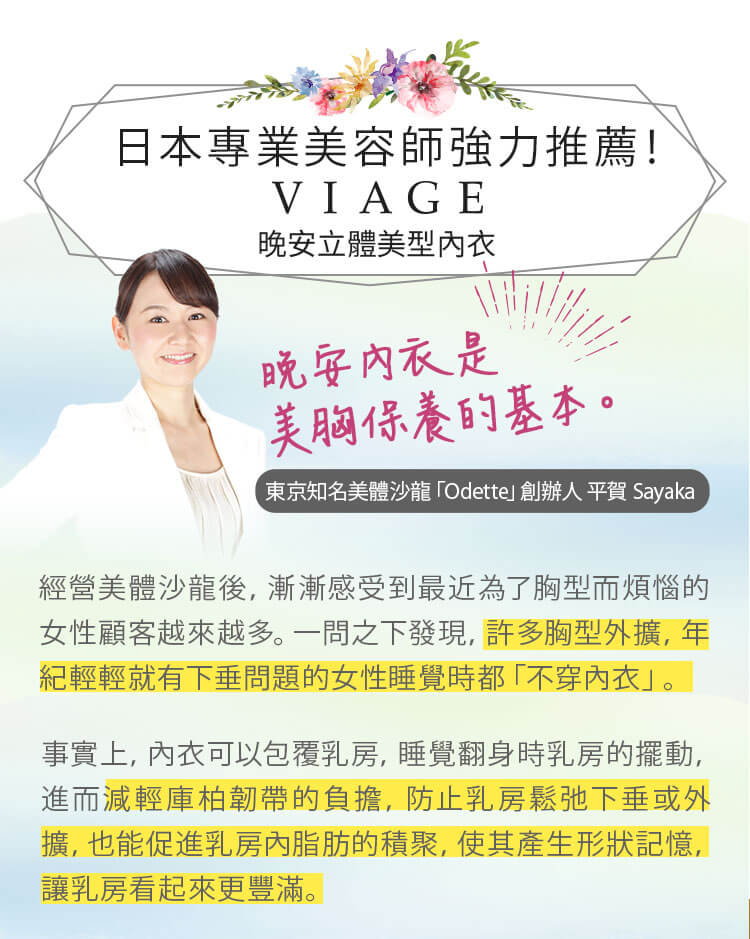 日本專業美容師強力推薦!
VIAGE
晚安立體美型內衣
晚安內衣是
美胸保養的基本。
東京知名美體沙龍「Odette」創辦人 平賀 Sayaka
經營美體沙龍後, 漸漸感受到最近為了胸型而煩惱的
女性顧客越來越多。一問之下發現, 許多胸型外擴, 年
紀輕輕就有下垂問題的女性睡覺時都「不穿內衣」。
事實上, 內衣可以包覆乳房, 睡覺翻身時乳房的擺動,
進而減輕庫柏韌帶的負擔, 防止乳房鬆弛下垂或外
擴, 也能促進乳房內脂肪的積聚, 使其產生形狀記憶,
讓乳房看起來更豐滿。